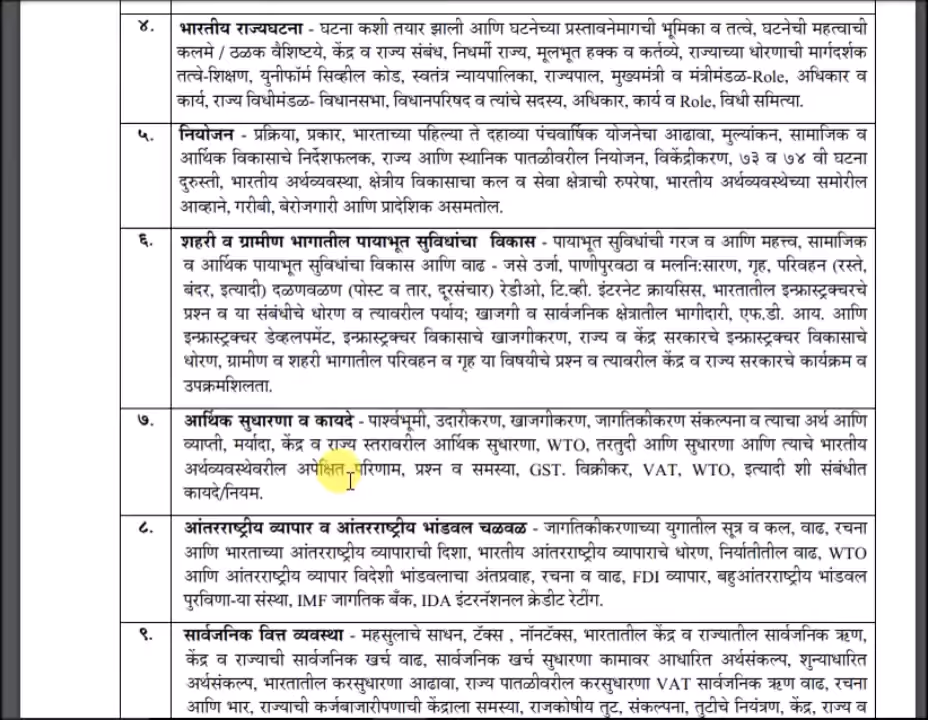 ४. भारतीय राज्यघटना - घटना कशी तयार झाली आणि घटनेच्या प्रस्तावनेमागची भूमिका व तत्वे, घटनेची महत्वाची
कलमे / ठळक वैशिष्टये, केंद्र व राज्य संबंध, निधर्मी राज्य, मूलभूत हक्क व कर्तव्ये, राज्याच्या धोरणाची मार्गदर्शक
तत्वे-शिक्षण, युनीफॉर्म सिव्हील कोड, स्वतंत्र न्यायपालिका, राज्यपाल, मुख्यमंत्री व मंत्रीमंडळ-Role, अधिकार व
कार्य, राज्य विधीमंडळ- विधानसभा, विधानपरिषद व त्यांचे सदस्य, अधिकार, कार्य व Role, विधी समित्या.
५. नियोजन - प्रक्रिया, प्रकार, भारताच्या पहिल्या ते दहाव्या पंचवार्षिक योजनेचा आढावा, मुल्यांकन, सामाजिक व
आर्थिक विकासाचे निर्देशफलक, राज्य आणि स्थानिक पातळीवरील नियोजन, विकेंद्रीकरण, ७३ व ७४ वी घटना
दुरुस्ती, भारतीय अर्थव्यवस्था, क्षेत्रीय विकासाचा कल व सेवा क्षेत्राची रुपरेषा, भारतीय अर्थव्यवस्थेच्या समोरील
आव्हाने, गरीबी, बेरोजगारी आणि प्रादेशिक असमतोल.
६. शहरी व ग्रामीण भागातील पायाभूत सुविधांचा विकास - पायाभूत सुविधांची गरज व आणि महत्त्व, सामाजिक
व आर्थिक पायाभूत सुविधांचा विकास आणि वाढ - जसे उर्जा, पाणीपुरवठा व मलनि:सारण, गृह, परिवहन (रस्ते,
बंदर, इत्यादी) दळणवळण (पोस्ट व तार, दूरसंचार) रेडीओ, टि.व्ही. इंटरनेट क्रायसिस, भारतातील इन्फ्रास्ट्रक्चरचे
प्रश्न व या संबंधीचे धोरण व त्यावरील पर्याय; खाजगी व सार्वजनिक क्षेत्रातील भागीदारी, एफ.डी. आय. आणि
इन्फ्रास्ट्रक्चर डेव्हलपमेंट, इन्फ्रास्ट्रक्चर विकासाचे खाजगीकरण, राज्य व केंद्र सरकारचे इन्फ्रास्ट्रक्चर विकासाचे
धोरण, ग्रामीण व शहरी भागातील परिवहन व गृह या विषयीचे प्रश्न व त्यावरील केंद्र व राज्य सरकारचे कार्यक्रम व
उपक्रमशिलता.
७. आर्थिक सुधारणा व कायदे - पार्श्वभूमी, उदारीकरण, खाजगीकरण, जागतिकीकरण संकल्पना व त्याचा अर्थ आणि
व्याप्ती, मर्यादा, केंद्र व राज्य स्तरावरील आर्थिक सुधारणा, WTO, तरतुदी आणि सुधारणा आणि त्याचे भारतीय
अर्थव्यवस्थेवरील अपेक्षित परिणाम, प्रश्न व समस्या, GST. विक्रीकर, VAT, WTO, इत्यादी शी संबंधीत
कायदे/नियम.
८. आंतरराष्ट्रीय व्यापार व आंतरराष्ट्रीय भांडवल चळवळ - जागतिकीकरणाच्या युगातील सूत्र व कल, वाढ, रचना
आणि भारताच्या आंतरराष्ट्रीय व्यापाराची दिशा, भारतीय आंतरराष्ट्रीय व्यापाराचे धोरण, निर्यातीतील वाढ, WTO
आणि आंतरराष्ट्रीय व्यापार विदेशी भांडवलाचा अंतप्रवाह, रचना व वाढ, FDI व्यापार, बहुआंतरराष्ट्रीय भांडवल
पुरविणा-या संस्था, IMF जागतिक बँक, IDA इंटरनॅशनल क्रेडीट रेटींग.
९. सार्वजनिक वित्त व्यवस्था - महसुलाचे साधन, टॅक्स , नॉनटॅक्स, भारतातील केंद्र व राज्यातील सार्वजनिक ऋण,
केंद्र व राज्याची सार्वजनिक खर्च वाढ, सार्वजनिक खर्च सुधारणा कामावर आधारित अर्थसंकल्प, शुन्याधारित
अर्थसंकल्प, भारतातील करसुधारणा आढावा, राज्य पातळीवरील करसुधारणा VAT सार्वजनिक ऋण वाढ, रचना
आणि भार, राज्याची कर्जबाजारीपणाची केंद्राला समस्या, राजकोषीय तुट, संकल्पना, तुटीचे नियंत्रण, केंद्र, राज्य व